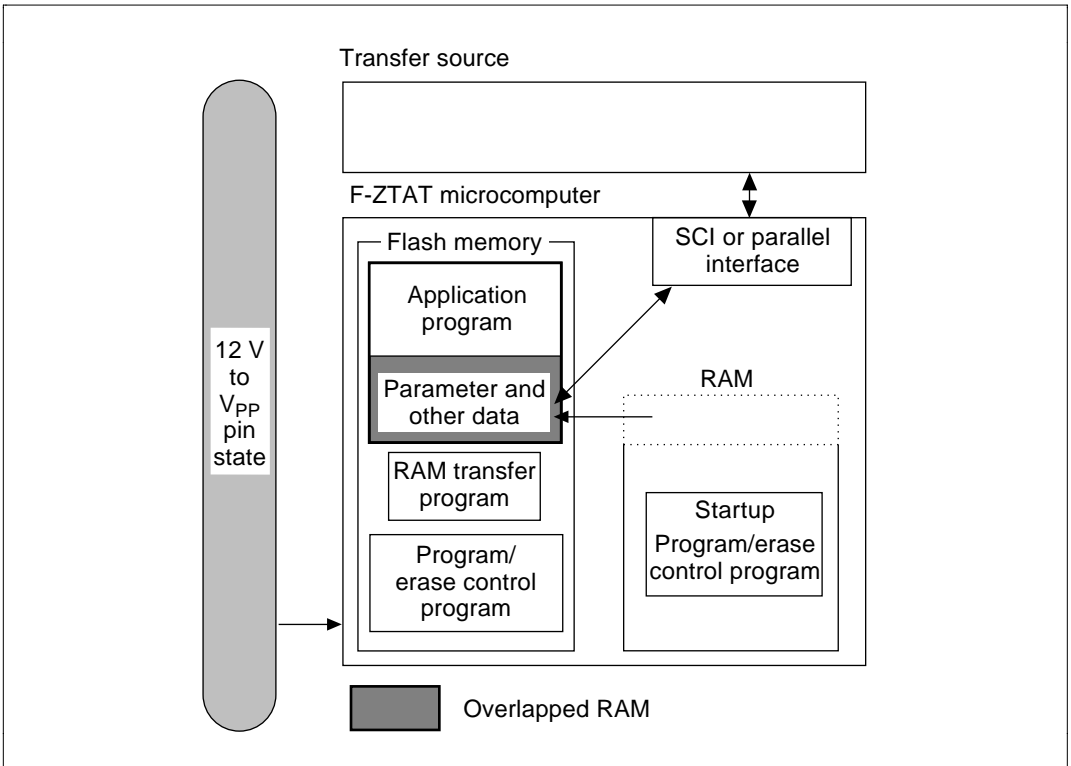 Transfer source
F-ZTAT microcomputer
Flash memory
SCI or parallel
interface
Application
program
12 V
to
VPP
pin
state
Parameter and
other data
RAM
RAM transfer
program
Startup
Program/erase
control program
Program/
erase control
program
Overlapped RAM